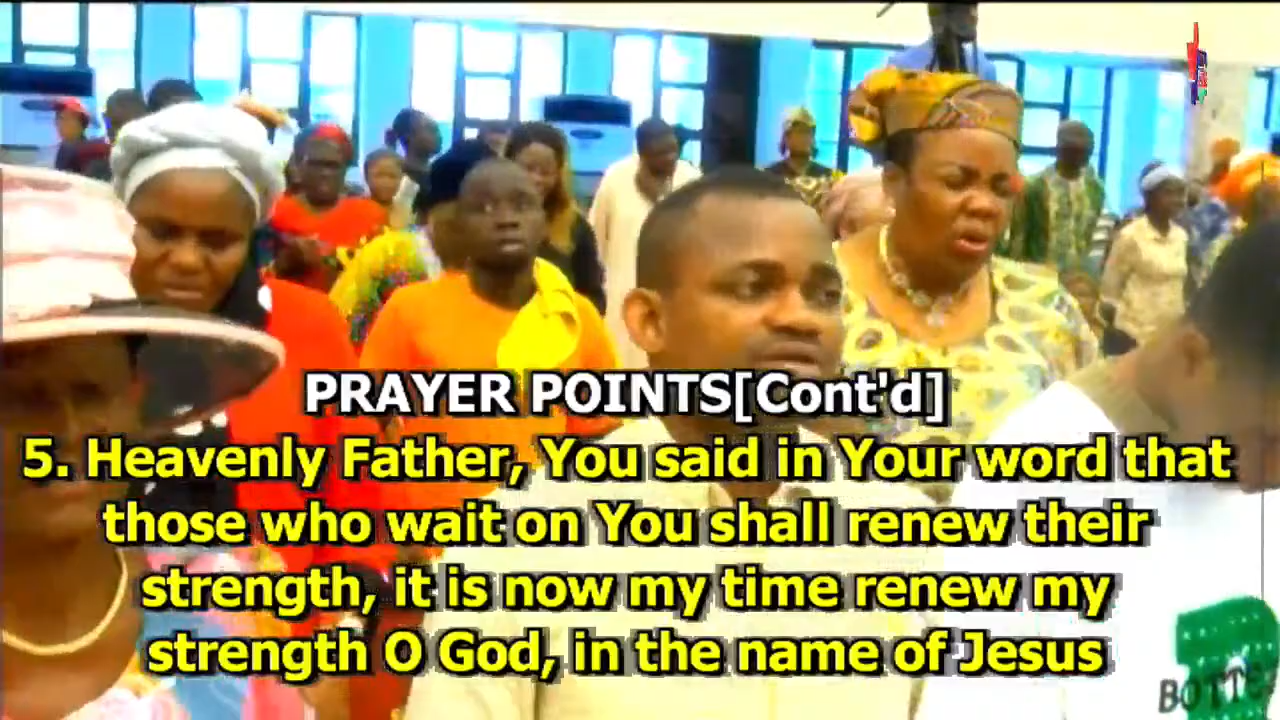 PRAYER POINTS[Cont'd]
5. Heavenly Father, You said in Your word that
those who wait on You shall renew their
strength, it is now my time renew my
strength O God, in the name of Jesus